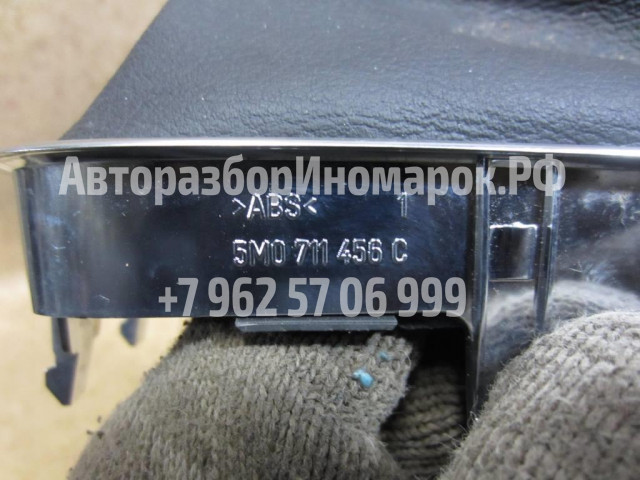 АвторазборИномарок.РФ
>ABS< 1
5M0 711 456 C
+7 962 57 06 999